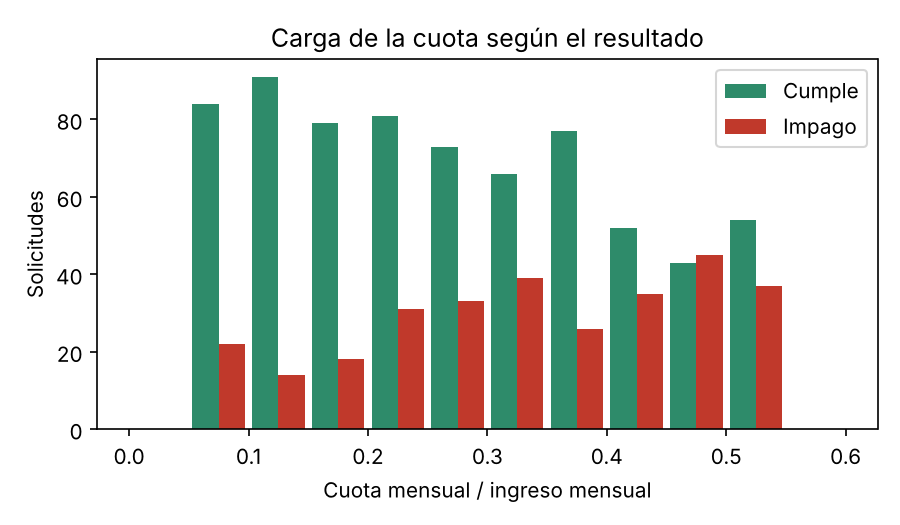 Carga de la cuota según el resultado
Cumple
Impago
Solicitudes
80
60
40
20
0
0.0 0.1 0.2 0.3 0.4 0.5 0.6
Cuota mensual / ingreso mensual